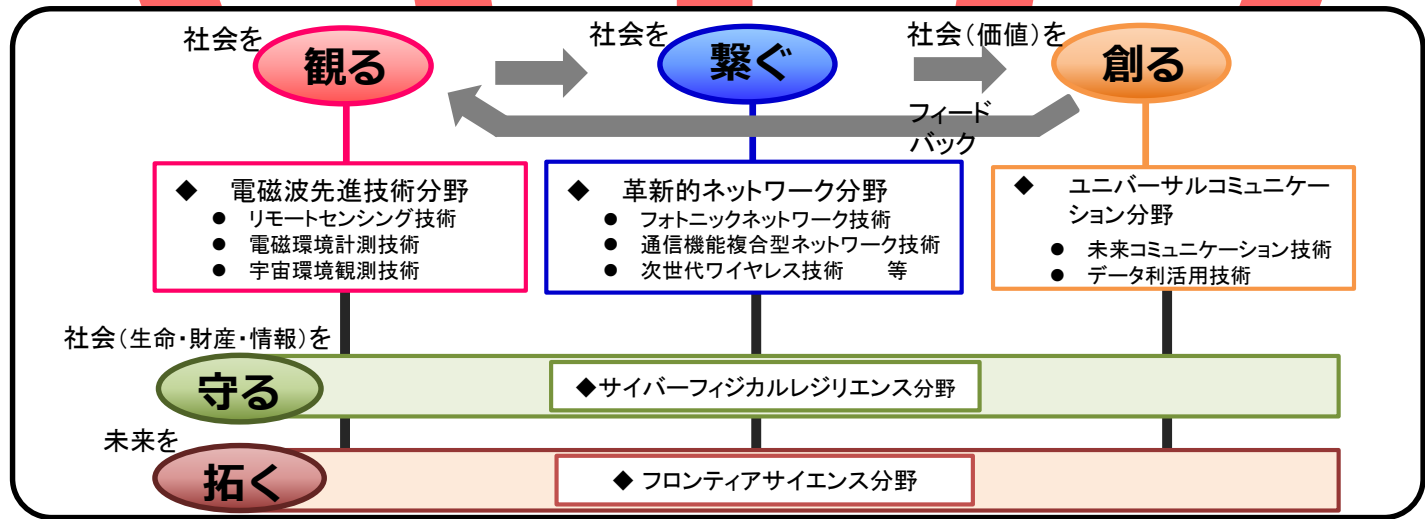 社会を
観る
社会を
繋ぐ
社会(価値)を
創る
フィード
バック
◆ 電磁波先進技術分野
● リモートセンシング技術
● 電磁環境計測技術
● 宇宙環境観測技術
◆ 革新的ネットワーク分野
● フォトニックネットワーク技術
● 通信機能複合型ネットワーク技術
● 次世代ワイヤレス技術 等
◆ ユニバーサルコミュニケー
ション分野
● 未来コミュニケーション技術
● データ利活用技術
社会(生命・財産・情報)を
守る
◆サイバーフィジカルレジリエンス分野
未来を
拓く
◆ フロンティアサイエンス分野